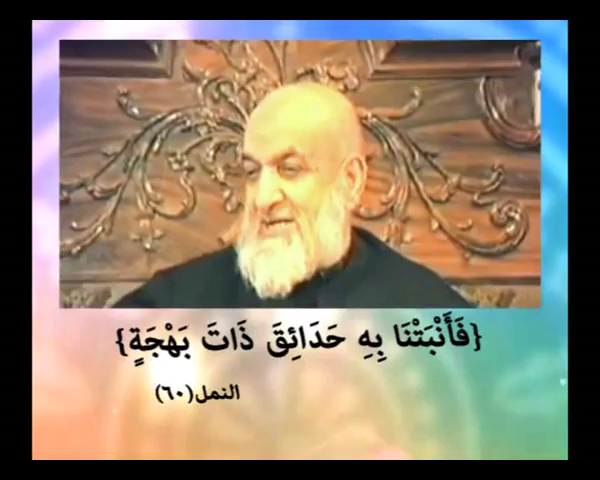 {فَأَنْبَتْنَا بِهِ حَدَائِقَ ذَاتَ بَهْجَةٍ}
النمل(٦٠)